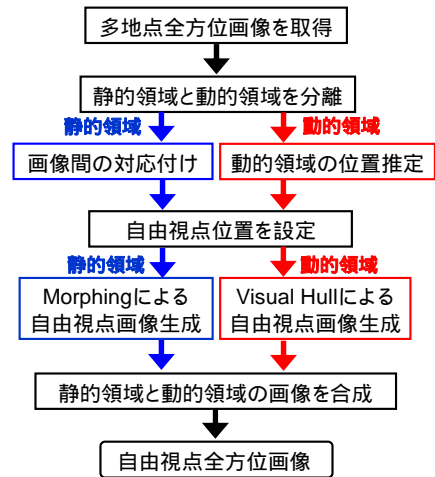 多地点全方位画像を取得
静的領域と動的領域を分離
静的領域
動的領域
画像間の対応付け
動的領域の位置推定
自由視点位置を設定
静的領域
動的領域
Morphingによる
自由視点画像生成
Visual Hullによる
自由視点画像生成
静的領域と動的領域の画像を合成
自由視点全方位画像